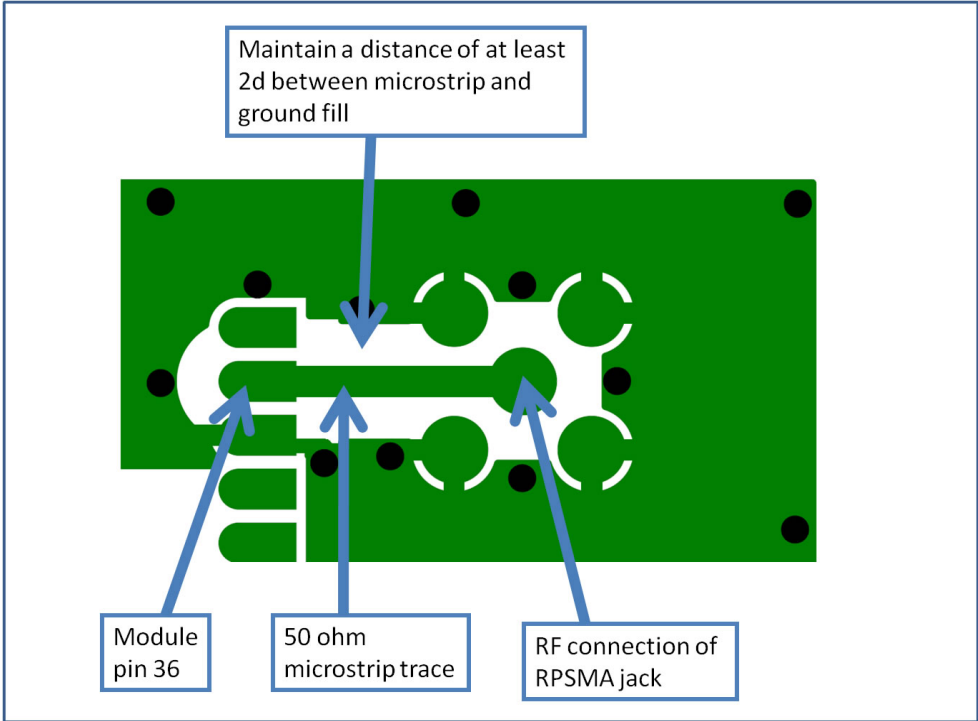 Maintain a distance of at least
2d between microstrip and
ground fill
Module
pin 36
50 ohm
microstrip trace
RF connection of
RPSMA jack